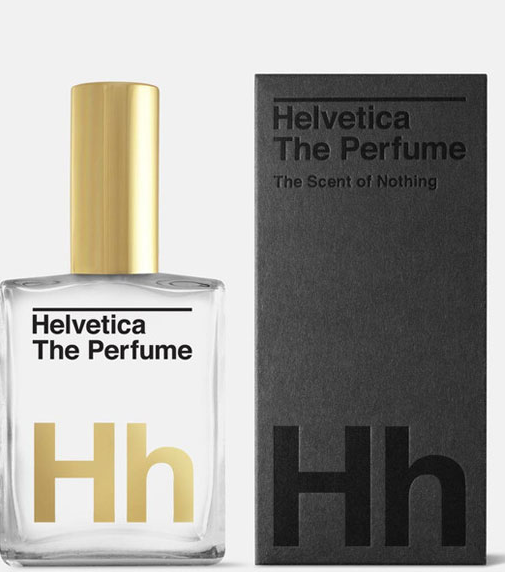 Helvetica
The Perfume
Hh
Helvetica
The Perfume
The Scent of Nothing
Hh